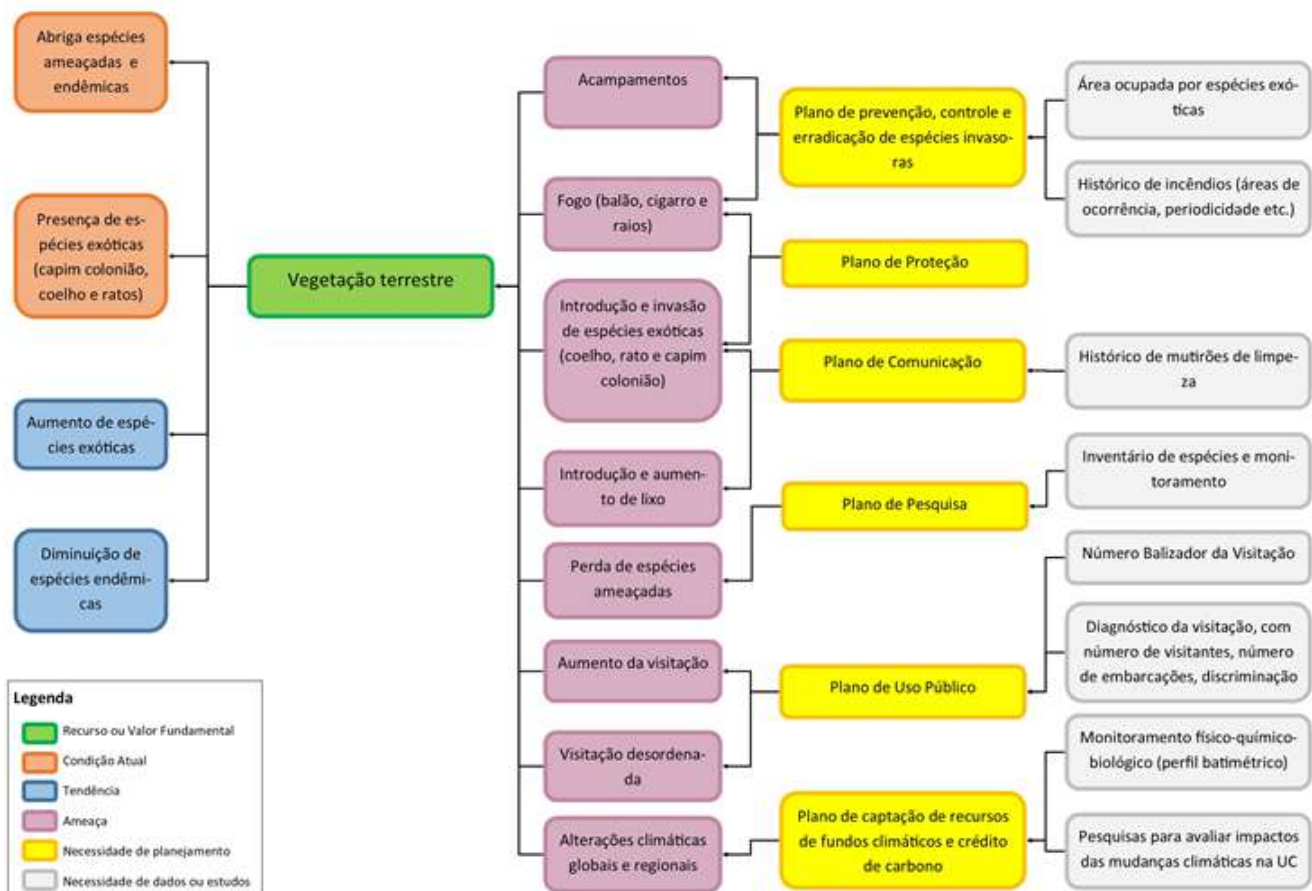 Abriga espécies
ameaçadas e
endêmicas
Presença de es-
pécies exóticas
(capim colonião,
coelho e ratos)
Aumento de espé-
cies exóticas
Diminuição de
espécies endêmi-
cas
Vegetação terrestre
Acampamentos
Fogo (balão, cigarro e
raios)
Introdução e invasão
de espécies exóticas
(coelho, rato e capim
colonião)
Introdução e aumen-
to de lixo
Perda de espécies
ameaçadas
Aumento da visitação
Visitação desordena-
da
Alterações climáticas
globais e regionais
Plano de prevenção, controle e
erradicação de espécies invaso-
ras
Plano de Proteção
Plano de Comunicação
Plano de Pesquisa
Plano de Uso Público
Plano de captação de recursos
de fundos climáticos e crédito
de carbono
Área ocupada por espécies exó-
ticas
Histórico de incêndios (áreas de
ocorrência, periodicidade etc.)
Histórico de mutirões de limpe-
za
Inventário de espécies e moni-
toramento
Número Balizador da Visitação
Diagnóstico da visitação, com
número de visitantes, número
de embarcações, discriminação
Monitoramento físico-químico-
biológico (perfil batimétrico)
Pesquisas para avaliar impactos
das mudanças climáticas na UC
Legenda
Recurso ou Valor Fundamental
Condição Atual
Tendência
Ameaça
Necessidade de planejamento
Necessidade de dados ou estudos